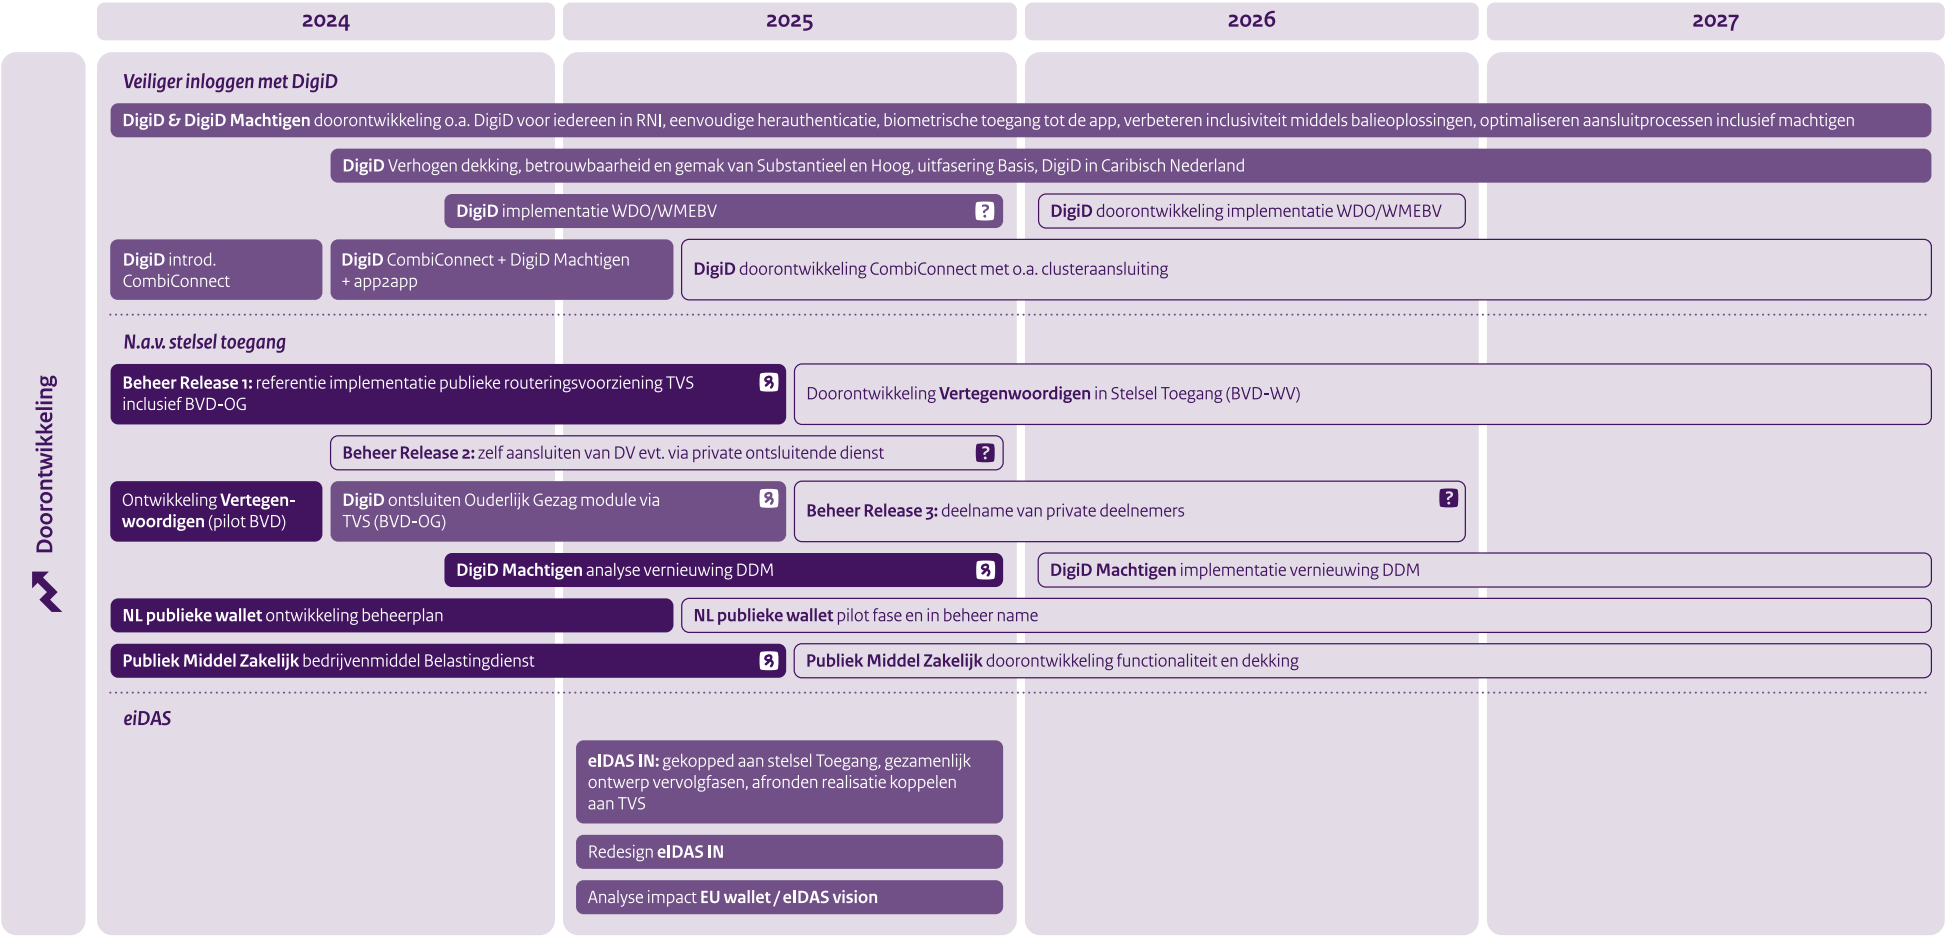 2024
2025
2026
2027
Doorontwikkeling
Veiliger inloggen met DigiD
DigiD & DigiD Machtigen doorontwikkeling o.a. DigiD voor iedereen in RNI, eenvoudige herauthenticatie, biometrische toegang tot de app, verbeteren inclusiviteit middels balieoplossingen, optimaliseren aansluitprocessen inclusief machtigen
DigiD Verhogen dekking, betrouwbaarheid en gemak van Substantieel en Hoog, uitfasering Basis, DigiD in Caribisch Nederland
DigiD implementatie WDO/WMEBV
?
DigiD doorontwikkeling implementatie WDO/WMEBV
DigiD introd.
CombiConnect
DigiD CombiConnect + DigiD Machtigen
+ app2app
DigiD doorontwikkeling CombiConnect met o.a. clusteraansluiting
N.a.v. stelsel toegang
Beheer Release 1: referentie implementatie publieke routeringsvoorziening TVS
inclusief BVD-OG
Doorontwikkeling Vertegenwoordigen in Stelsel Toegang (BVD-WV)
Beheer Release 2: zelf aansluiten van DV evt. via private ontsluitende dienst
?
Ontwikkeling Vertegen-
woordigen (pilot BVD)
DigiD ontsluiten Ouderlijk Gezag module via
TVS (BVD-OG)
Beheer Release 3: deelname van private deelnemers
?
DigiD Machtigen analyse vernieuwing DDM
DigiD Machtigen implementatie vernieuwing DDM
NL publieke wallet ontwikkeling beheerplan
NL publieke wallet pilot fase en in beheer name
Publiek Middel Zakelijk bedrijvenmiddel Belastingdienst
Publiek Middel Zakelijk doorontwikkeling functionaliteit en dekking
eiDAS
eIDAS IN: gekopped aan stelsel Toegang, gezamenlijk
ontwerp vervolgfasen, afronden realisatie koppelen
aan TVS
Redesign eIDAS IN
Analyse impact EU wallet / eIDAS vision